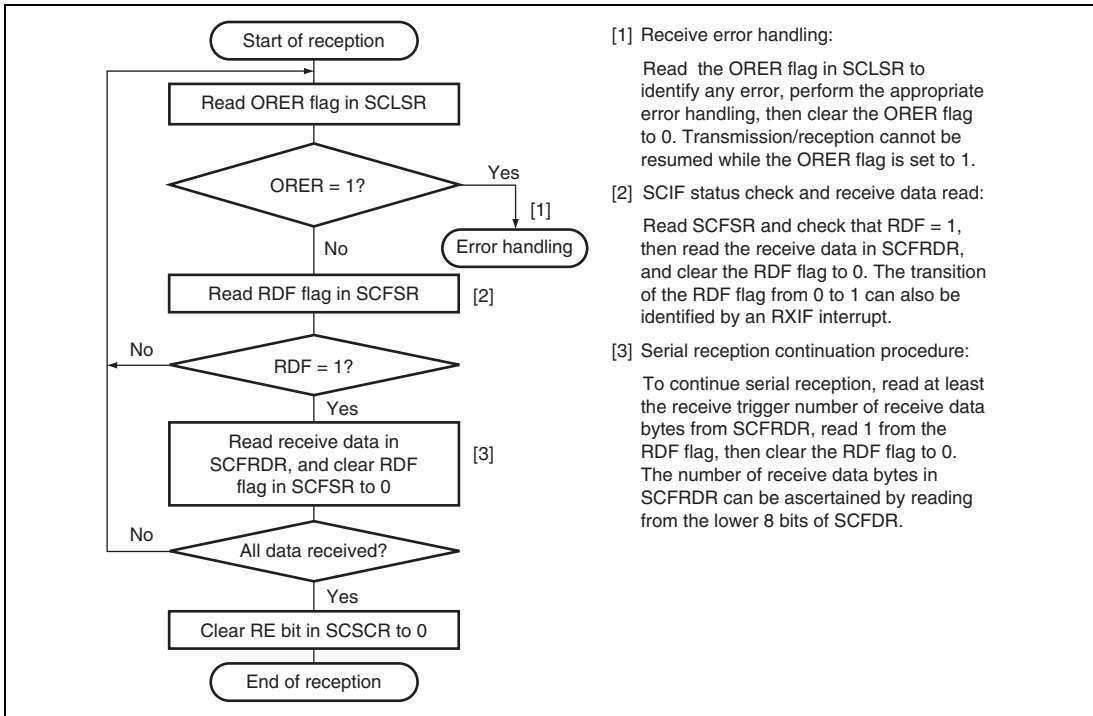 Start of reception
Read ORER flag in SCLSR
ORER = 1?
Yes
[1]
Error handling
No
Read RDF flag in SCFSR
[2]
No
RDF = 1?
Yes
Read receive data in
SCFRDR, and clear RDF
flag in SCFSR to 0
[3]
No
All data received?
Yes
Clear RE bit in SCSCR to 0
End of reception
[1] Receive error handling:
Read the ORER flag in SCLSR to
identify any error, perform the appropriate
error handling, then clear the ORER flag
to 0. Transmission/reception cannot be
resumed while the ORER flag is set to 1.
[2] SCIF status check and receive data read:
Read SCFSR and check that RDF = 1,
then read the receive data in SCFRDR,
and clear the RDF flag to 0. The transition
of the RDF flag from 0 to 1 can also be
identified by an RXIF interrupt.
[3] Serial reception continuation procedure:
To continue serial reception, read at least
the receive trigger number of receive data
bytes from SCFRDR, read 1 from the
RDF flag, then clear the RDF flag to 0.
The number of receive data bytes in
SCFRDR can be ascertained by reading
from the lower 8 bits of SCFDR.